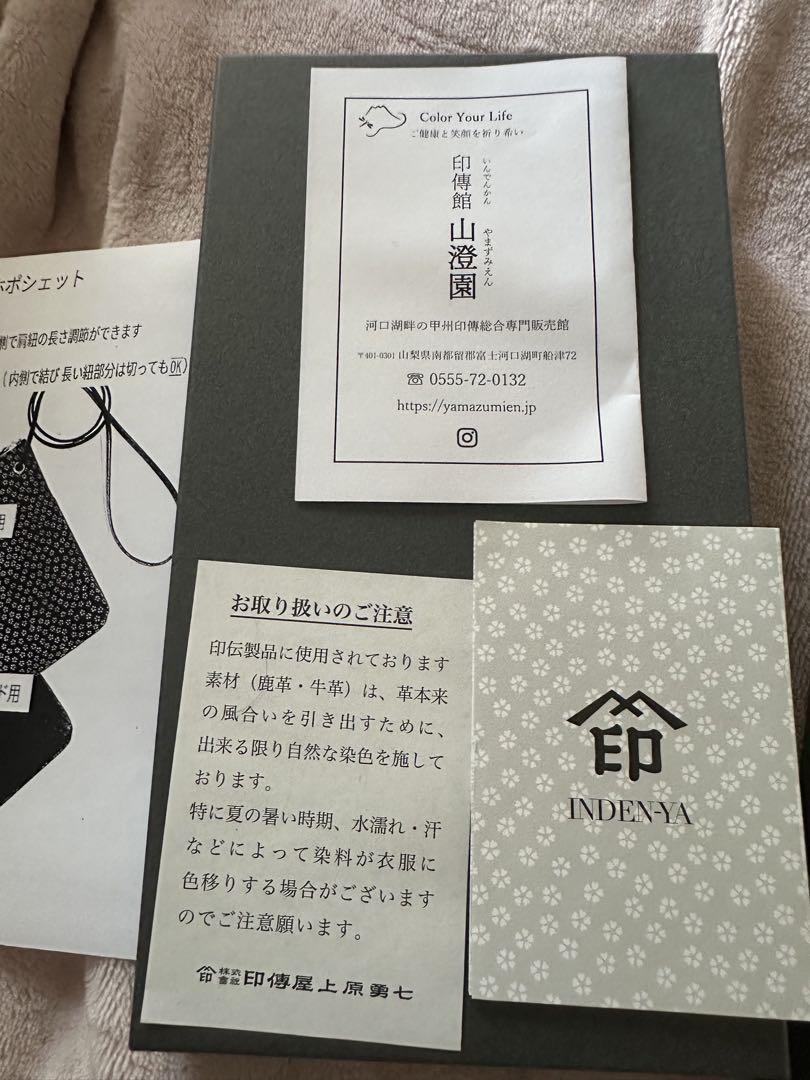 Color Your Life
ご健康と笑顔を祈り希い
印傳館 山澄園
いんでんかん やまずみえん
河口湖畔の甲州印傳総合専門販売館
〒401-0301 山梨県南都留郡富士河口湖町船津72
☎ 0555-72-0132
https://yamazumien.jp
ポシェット
側で肩紐の長さ調節ができます
(内側で結び 長い紐部分は切ってもOK)
用
ド用
お取り扱いのご注意
印伝製品に使用されております
素材(鹿革・牛革)は、革本来
の風合いを引き出すために、
出来る限り自然な染色を施して
おります。
特に夏の暑い時期、水濡れ・汗
などによって染料が衣服に
色移りする場合がございます
のでご注意願います。
印 株式會社 印傳屋上原勇七
印
INDEN-YA